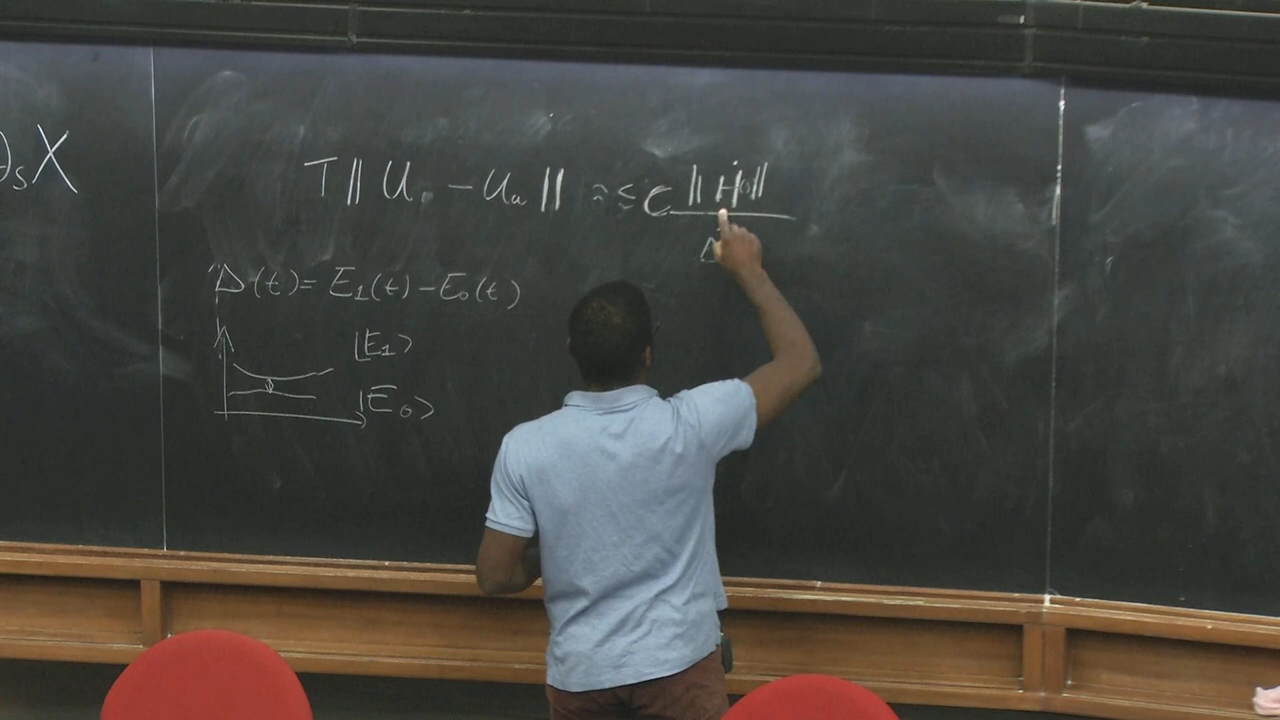 ∂ₛX
T ‖ U. − Uₐ ‖ ≈ ≤ C ‖Ḣ‖
Δ
Δ(t) = E₁(t) − E₀(t)
|E₁⟩
|E₀⟩